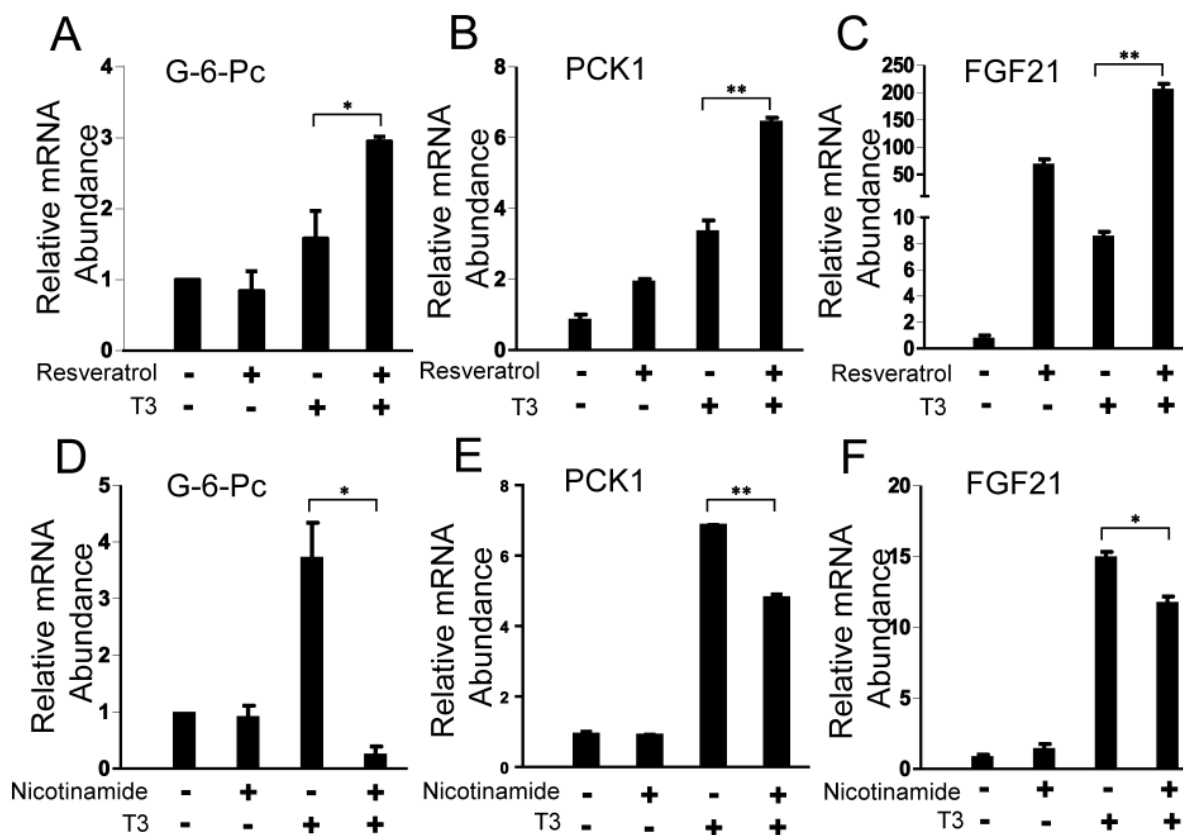 A
G-6-Pc
Relative mRNA
Abundance
4
3
2
1
0
*
Resveratrol - + - +
T3 - - + +
B
PCK1
Relative mRNA
Abundance
8
6
4
2
0
**
Resveratrol - + - +
- - + +
C
FGF21
Relative mRNA
Abundance
250
200
150
100
50
10
8
6
4
2
0
**
Resveratrol - + - +
- - + +
D
G-6-Pc
Relative mRNA
Abundance
5
4
3
2
1
0
*
Nicotinamide - + - +
T3 - - + +
E
PCK1
Relative mRNA
Abundance
8
6
4
2
0
**
Nicotinamide - + - +
T3 - - + +
F
FGF21
Relative mRNA
Abundance
20
15
10
5
0
*
Nicotinamide - + - +
T3 - - + +